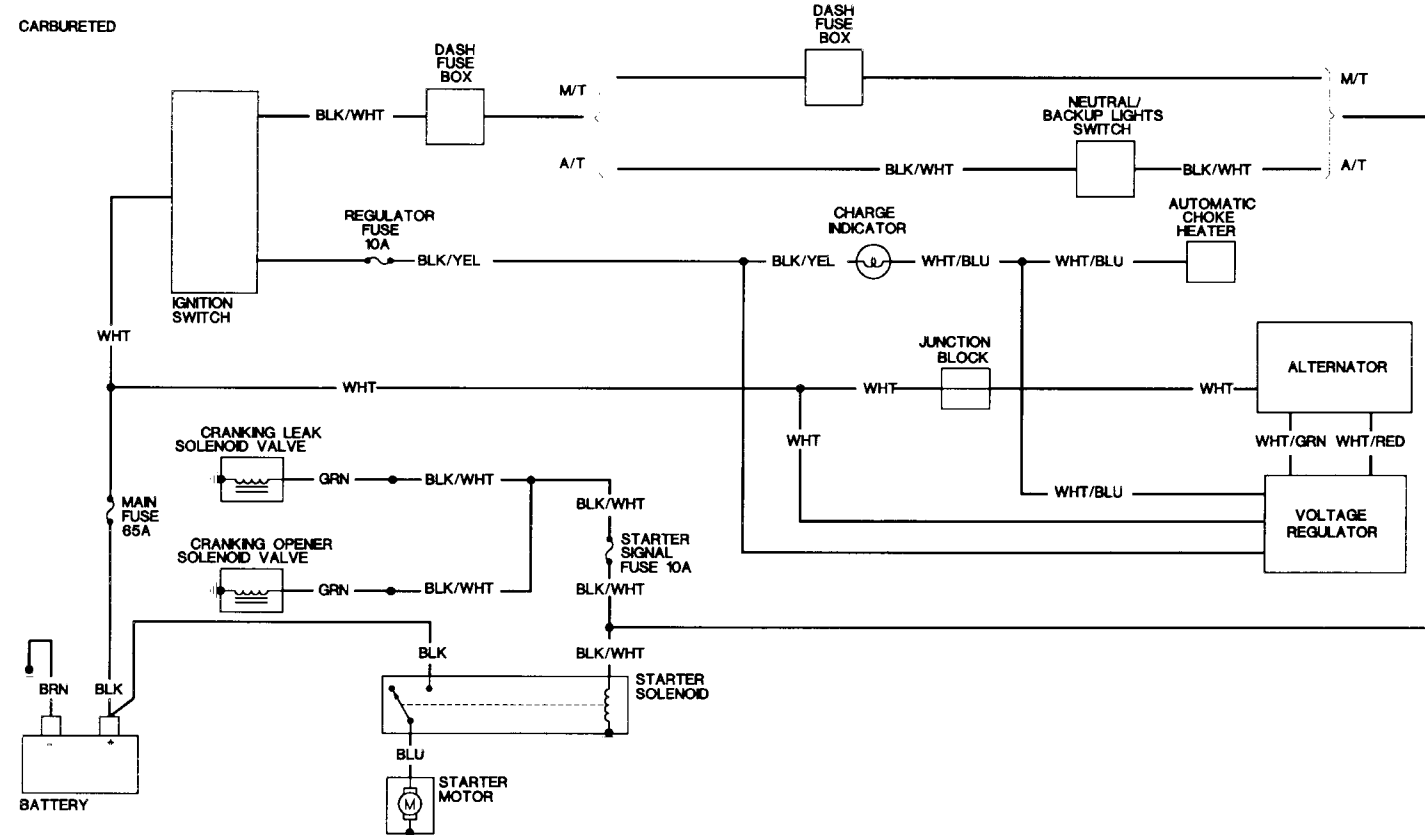 CARBURETED
DASH
FUSE
BOX
DASH
FUSE
BOX
M/T
M/T
BLK/WHT
NEUTRAL/
BACKUP LIGHTS
SWITCH
A/T
BLK/WHT
BLK/WHT
A/T
REGULATOR
FUSE
10A
CHARGE
INDICATOR
AUTOMATIC
CHOKE
HEATER
BLK/YEL
BLK/YEL
WHT/BLU
WHT/BLU
IGNITION
SWITCH
WHT
JUNCTION
BLOCK
ALTERNATOR
WHT
WHT
WHT
WHT
WHT/GRN
WHT/RED
CRANKING LEAK
SOLENOID VALVE
GRN
BLK/WHT
BLK/WHT
WHT/BLU
MAIN
FUSE
65A
VOLTAGE
REGULATOR
CRANKING OPENER
SOLENOID VALVE
STARTER
SIGNAL
FUSE 10A
GRN
BLK/WHT
BLK/WHT
BLK
BLK/WHT
BRN
BLK
STARTER
SOLENOID
-
+
BLU
BATTERY
M
STARTER
MOTOR